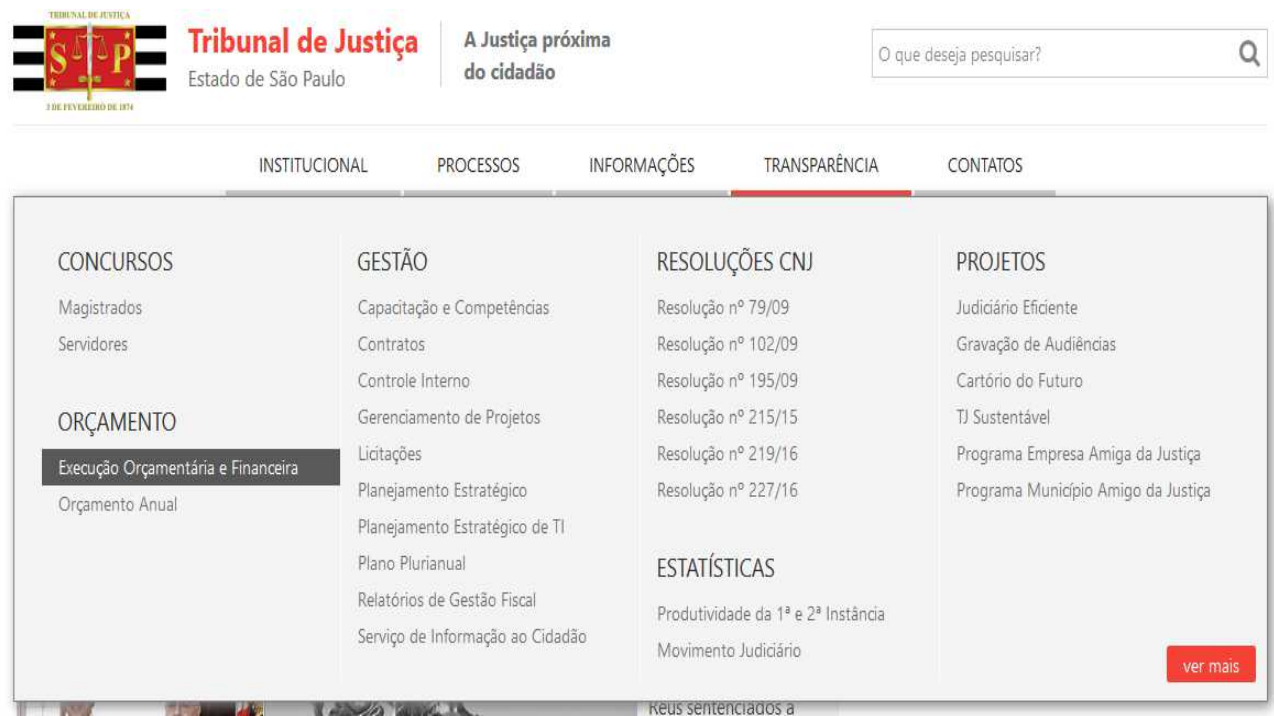 TRIBUNAL DE JUSTIÇA
S P
3 DE FEVEREIRO DE 1874
Tribunal de Justiça
Estado de São Paulo
A Justiça próxima
do cidadão
O que deseja pesquisar?
INSTITUCIONAL PROCESSOS INFORMAÇÕES TRANSPARÊNCIA CONTATOS
CONCURSOS
Magistrados
Servidores
ORÇAMENTO
Execução Orçamentária e Financeira
Orçamento Anual
GESTÃO
Capacitação e Competências
Contratos
Controle Interno
Gerenciamento de Projetos
Licitações
Planejamento Estratégico
Planejamento Estratégico de TI
Plano Plurianual
Relatórios de Gestão Fiscal
Serviço de Informação ao Cidadão
RESOLUÇÕES CNJ
Resolução nº 79/09
Resolução nº 102/09
Resolução nº 195/09
Resolução nº 215/15
Resolução nº 219/16
Resolução nº 227/16
ESTATÍSTICAS
Produtividade da 1ª e 2ª Instância
Movimento Judiciário
PROJETOS
Judiciário Eficiente
Gravação de Audiências
Cartório do Futuro
TJ Sustentável
Programa Empresa Amiga da Justiça
Programa Município Amigo da Justiça
ver mais
Réus sentenciados a